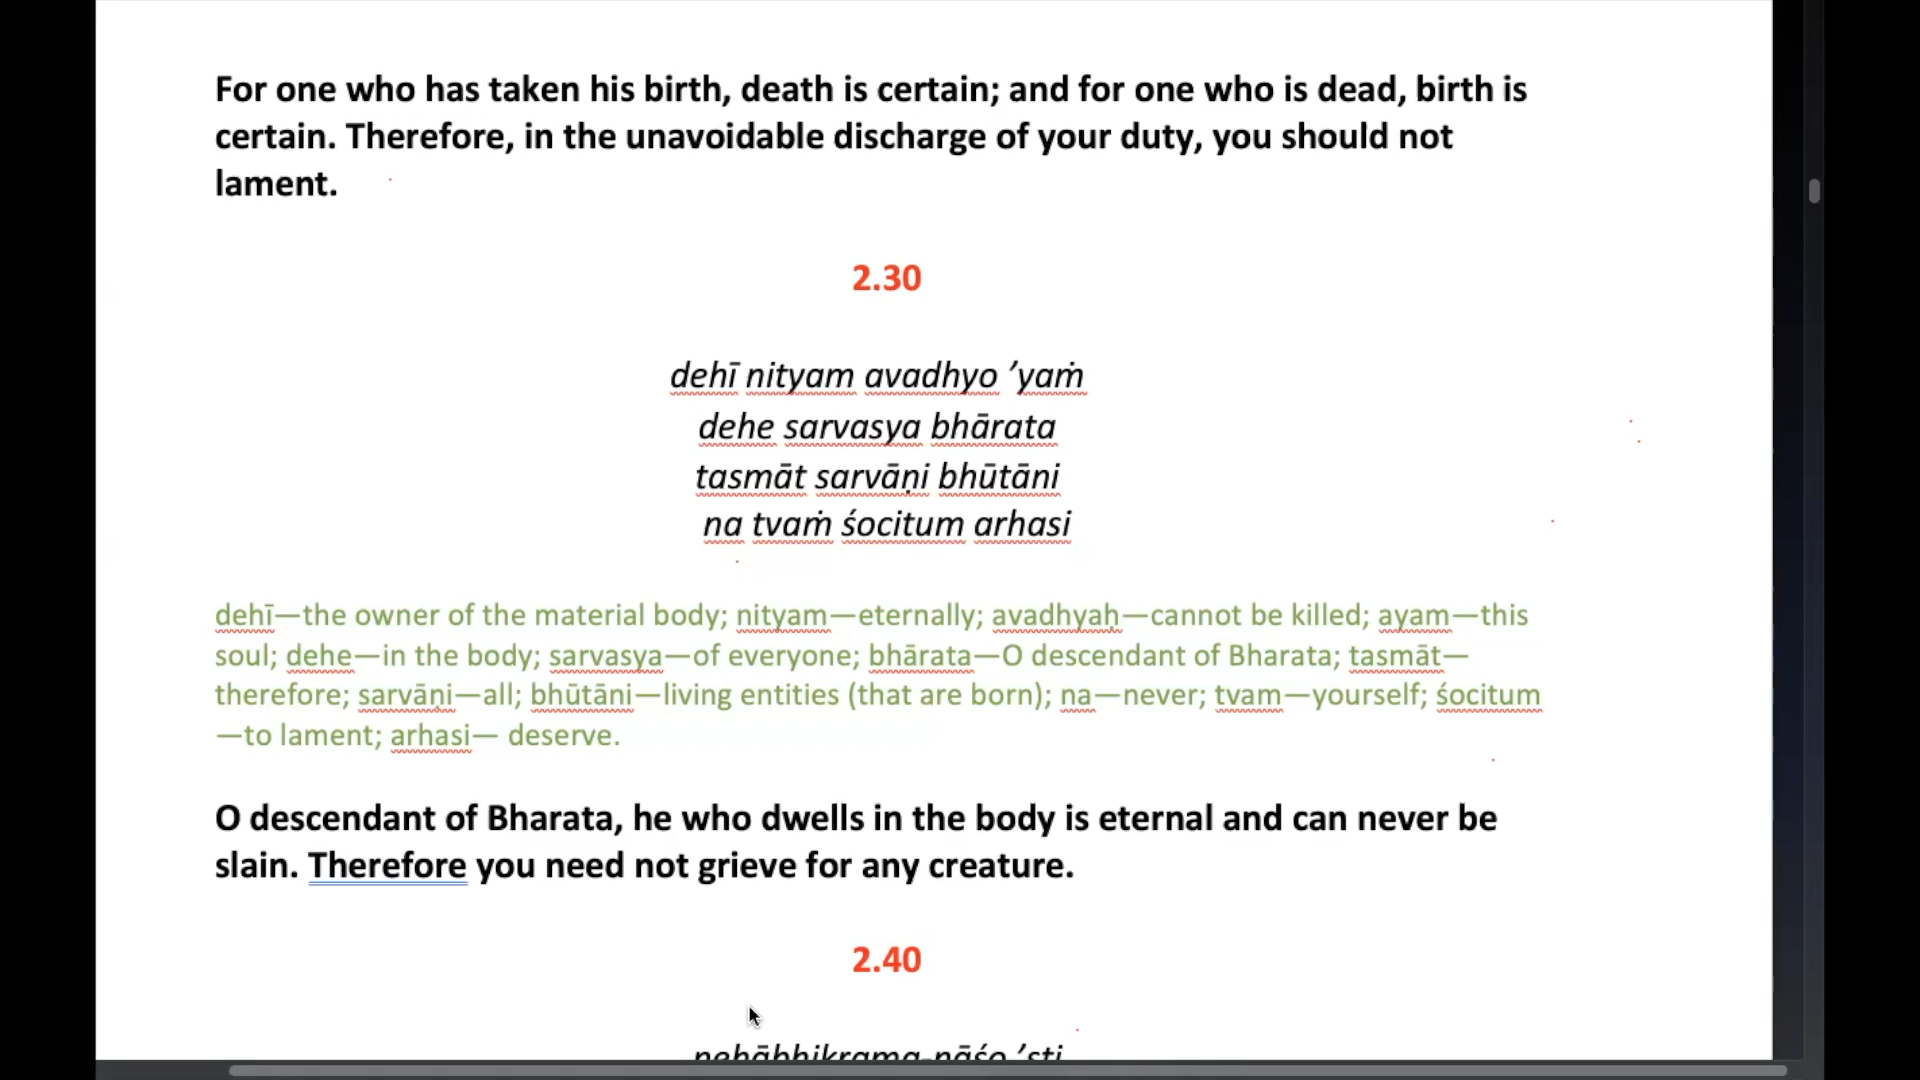 For one who has taken his birth, death is certain; and for one who is dead, birth is
certain. Therefore, in the unavoidable discharge of your duty, you should not
lament.
2.30
dehī nityam avadhyo ’yaṁ
dehe sarvasya bhārata
tasmāt sarvāṇi bhūtāni
na tvaṁ śocitum arhasi
dehī—the owner of the material body; nityam—eternally; avadhyaḥ—cannot be killed; ayam—this
soul; dehe—in the body; sarvasya—of everyone; bhārata—O descendant of Bharata; tasmāt—
therefore; sarvāṇi—all; bhūtāni—living entities (that are born); na—never; tvam—yourself; śocitum
—to lament; arhasi— deserve.
O descendant of Bharata, he who dwells in the body is eternal and can never be
slain. Therefore you need not grieve for any creature.
2.40
nehābhikrama-nāśo ’sti